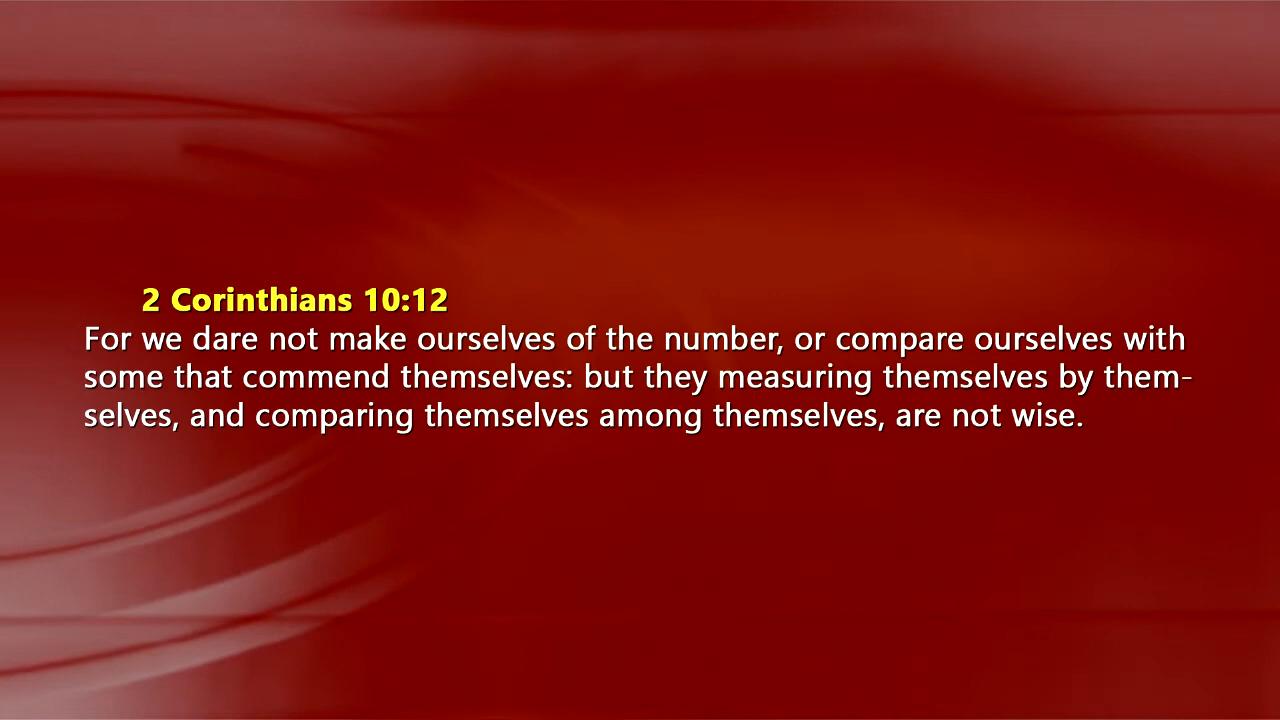 2 Corinthians 10:12
For we dare not make ourselves of the number, or compare ourselves with
some that commend themselves: but they measuring themselves by them-
selves, and comparing themselves among themselves, are not wise.